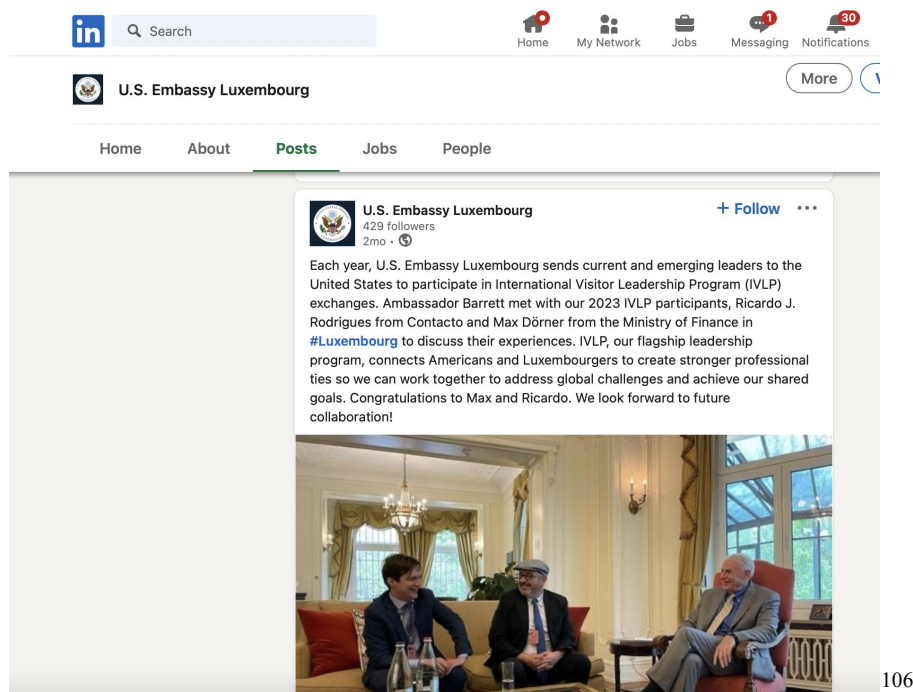 in
Search
Home
My Network
Jobs
1
Messaging
30
Notifications
U.S. Embassy Luxembourg
More
Home
About
Posts
Jobs
People
U.S. Embassy Luxembourg
+ Follow
429 followers
2mo •
Each year, U.S. Embassy Luxembourg sends current and emerging leaders to the
United States to participate in International Visitor Leadership Program (IVLP)
exchanges. Ambassador Barrett met with our 2023 IVLP participants, Ricardo J.
Rodrigues from Contacto and Max Dörner from the Ministry of Finance in
#Luxembourg to discuss their experiences. IVLP, our flagship leadership
program, connects Americans and Luxembourgers to create stronger professional
ties so we can work together to address global challenges and achieve our shared
goals. Congratulations to Max and Ricardo. We look forward to future
collaboration!
106